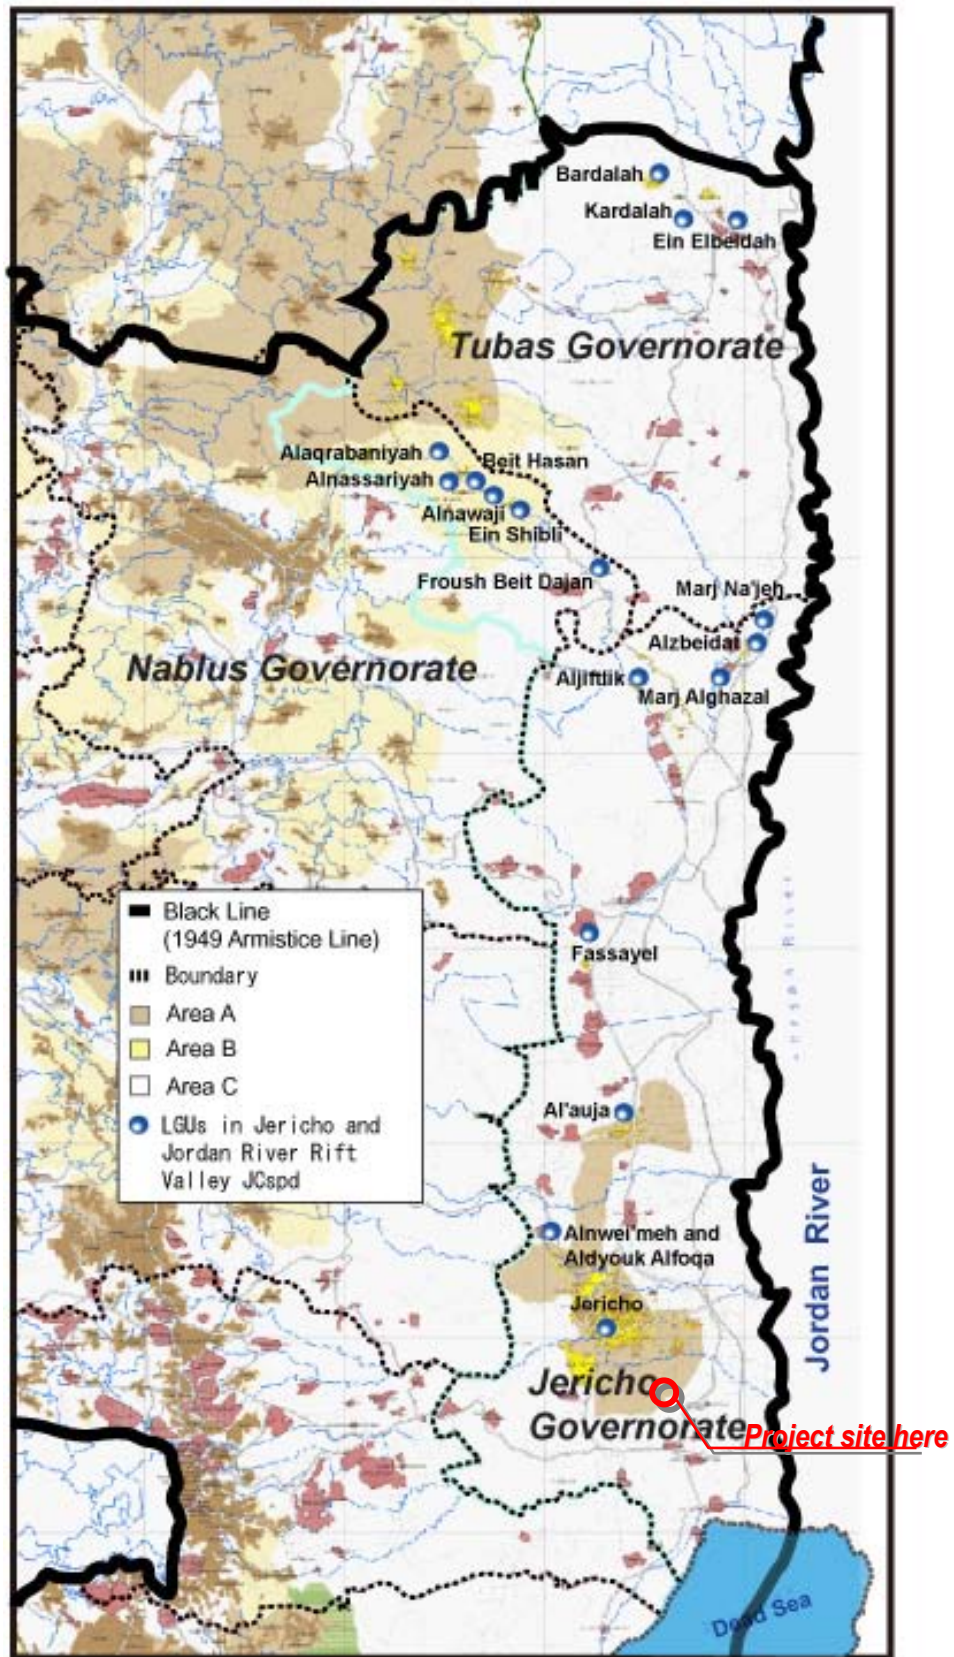 Bardalah
Kardalah
Ein Elbeidah
Tubas Governorate
Alaqrabaniyah
Beit Hasan
Alnassariyah
Alnawaji
Ein Shibli
Froush Beit Dajan
Marj Na'jeh
Alzbeidat
Nablus Governorate
Aljiftlik
Marj Alghazal
Black Line
(1949 Armistice Line)
Boundary
Area A
Area B
Area C
LGUs in Jericho and
Jordan River Rift
Valley JCspd
Fassayel
Al'auja
Alnwei'meh and
Aldyouk Alfoqa
Jericho
Jordan River
Jericho
Governorate
Project site here
Dead Sea